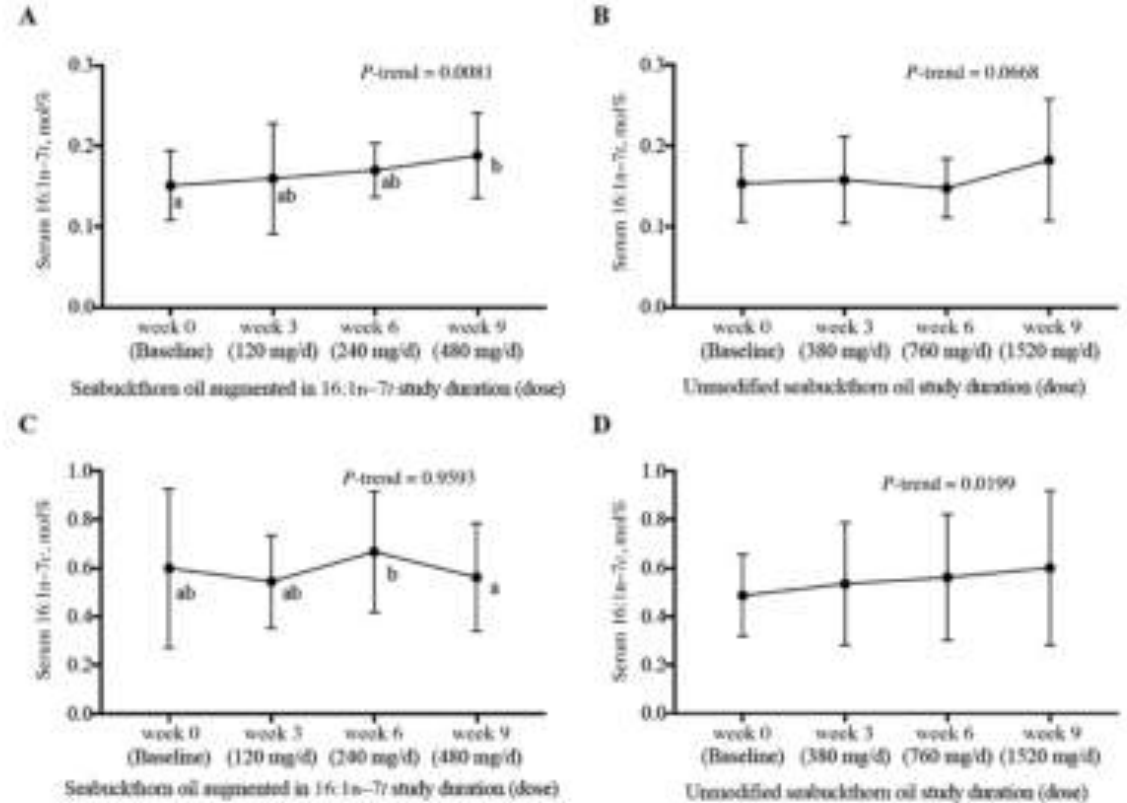 A
P-trend = 0.0081
Serum 16:1n–7t, mol%
0.3
0.2
0.1
0.0
week 0 week 3 week 6 week 9
(Baseline) (120 mg/d) (240 mg/d) (480 mg/d)
a ab ab b
Seabuckthorn oil augmented in 16:1n–7t study duration (dose)
B
P-trend = 0.0668
Serum 16:1n–7t, mol%
0.3
0.2
0.1
0.0
week 0 week 3 week 6 week 9
(Baseline) (380 mg/d) (760 mg/d) (1520 mg/d)
Unmodified seabuckthorn oil study duration (dose)
C
P-trend = 0.9593
Serum 16:1n–7c, mol%
1.0
0.8
0.6
0.4
0.2
0.0
ab ab b a
week 0 week 3 week 6 week 9
(Baseline) (120 mg/d) (240 mg/d) (480 mg/d)
Seabuckthorn oil augmented in 16:1n–7t study duration (dose)
D
P-trend = 0.0199
Serum 16:1n–7c, mol%
1.0
0.8
0.6
0.4
0.2
0.0
week 0 week 3 week 6 week 9
(Baseline) (380 mg/d) (760 mg/d) (1520 mg/d)
Unmodified seabuckthorn oil study duration (dose)